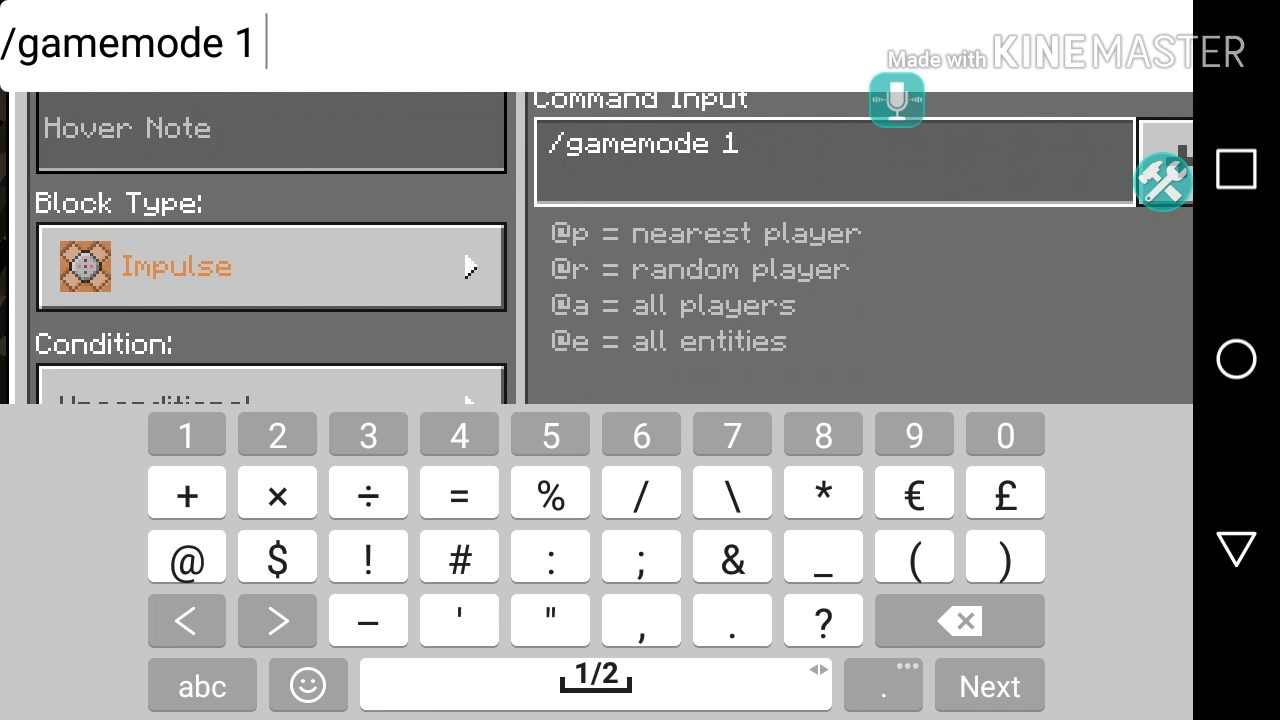 /gamemode 1
Made with KINEMASTER
Command Input
Hover Note
/gamemode 1
Block Type:
@p = nearest player
Impulse
@r = random player
@a = all players
Condition:
@e = all entities
Unconditional
1 2 3 4 5 6 7 8 9 0
+ × ÷ = % / \ * € £
@ $ ! # : ; & _ ( )
< > – ' " , . ?
abc 1/2 . Next